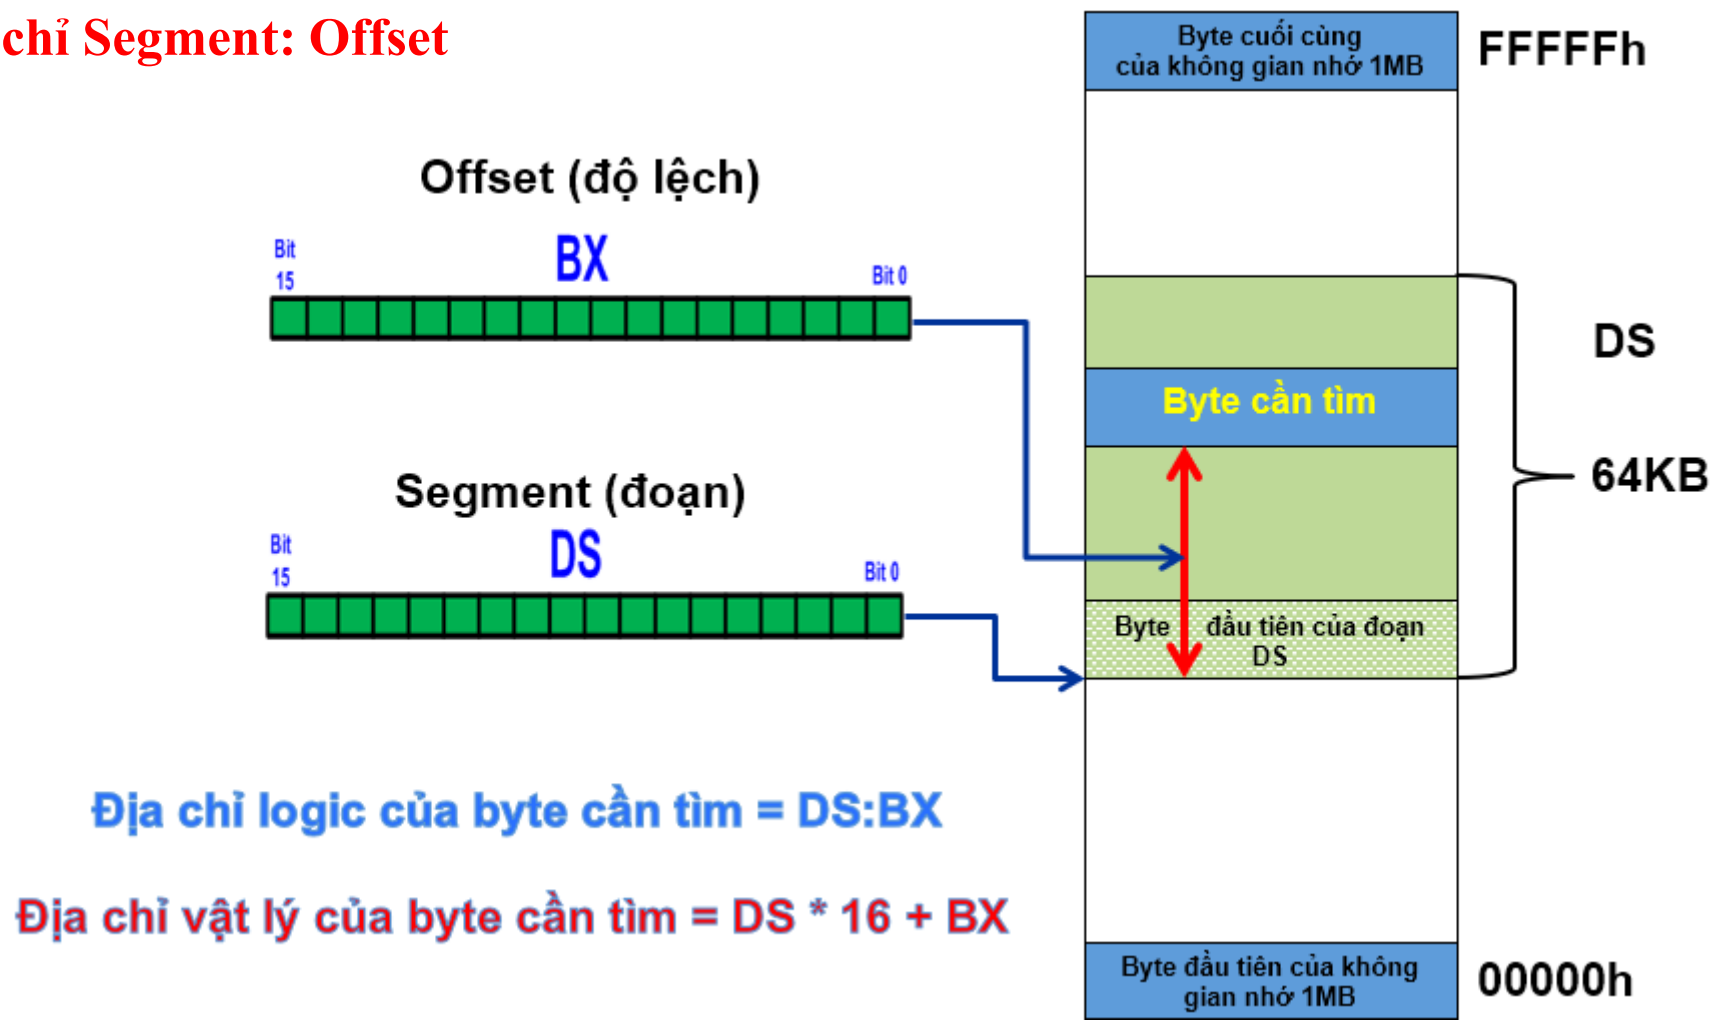 chỉ Segment: Offset
Byte cuối cùng
của không gian nhớ 1MB
FFFFFh
Offset (độ lệch)
Bit
15
BX
Bit 0
DS
Byte cần tìm
64KB
Segment (đoạn)
Bit
15
DS
Bit 0
Byte đầu tiên của đoạn
DS
Địa chỉ logic của byte cần tìm = DS:BX
Địa chỉ vật lý của byte cần tìm = DS * 16 + BX
Byte đầu tiên của không
gian nhớ 1MB
00000h